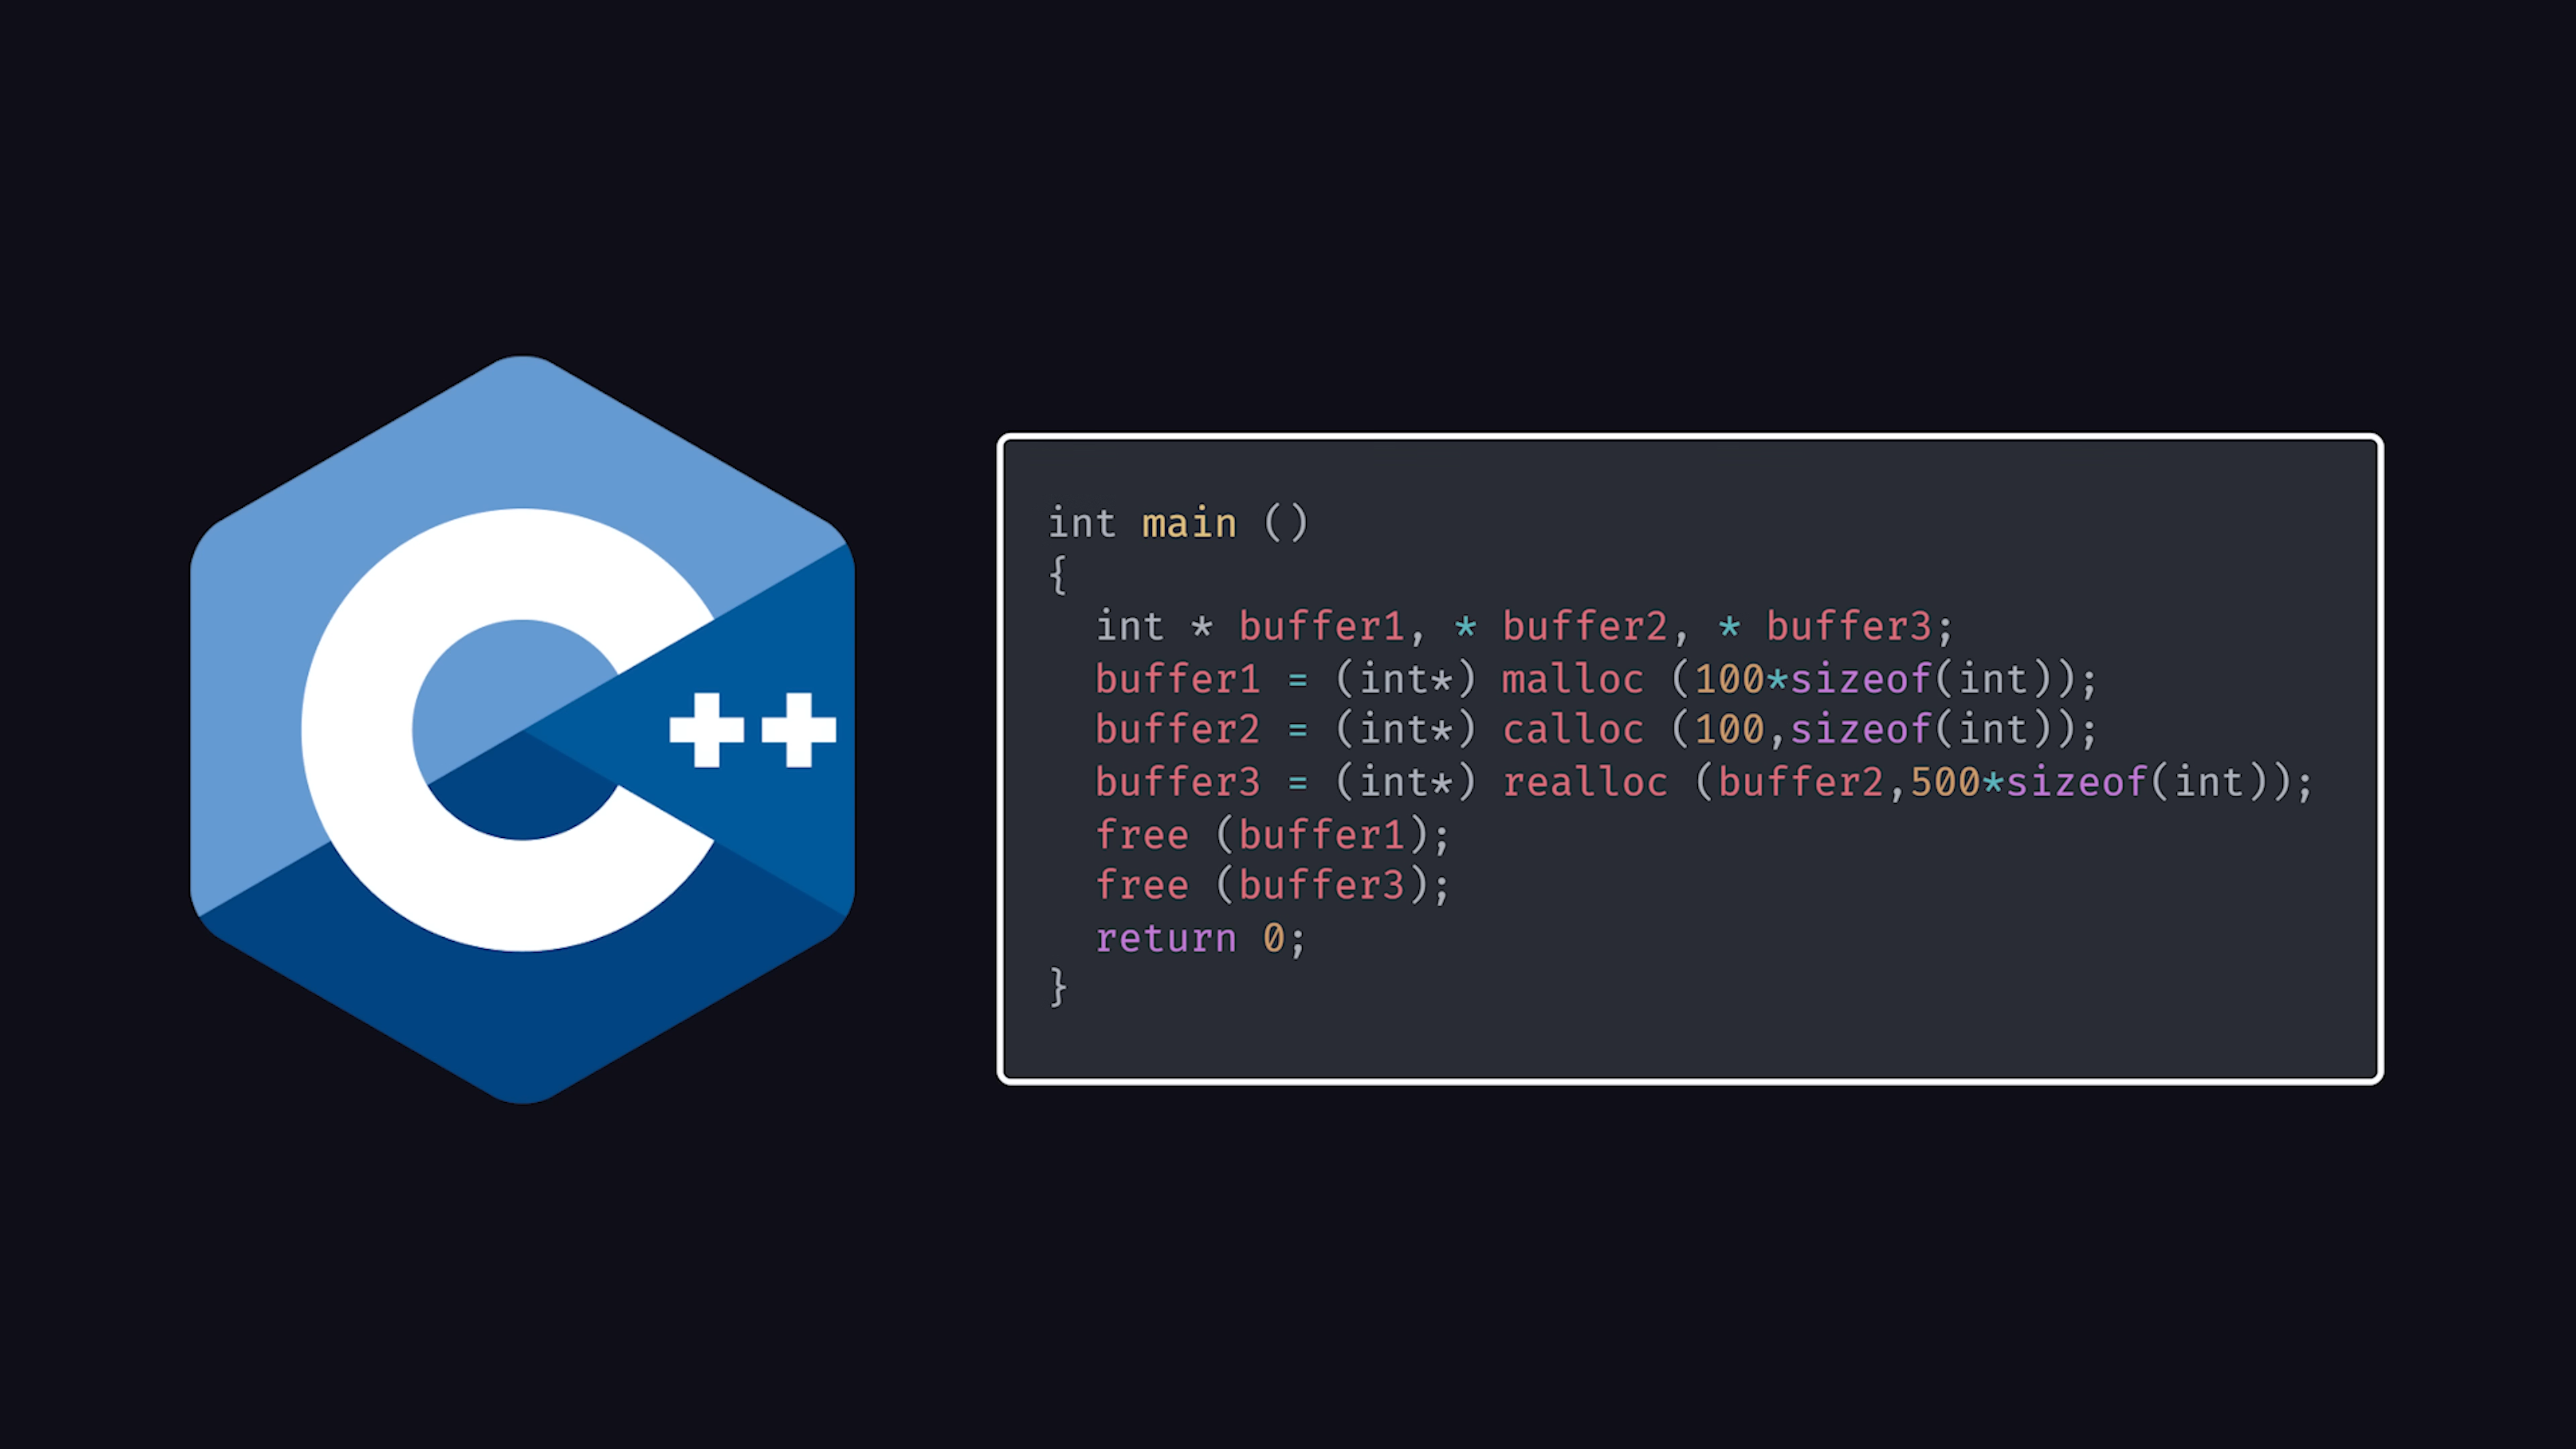 C++
int main ()
{
  int * buffer1, * buffer2, * buffer3;
  buffer1 = (int*) malloc (100*sizeof(int));
  buffer2 = (int*) calloc (100,sizeof(int));
  buffer3 = (int*) realloc (buffer2,500*sizeof(int));
  free (buffer1);
  free (buffer3);
  return 0;
}